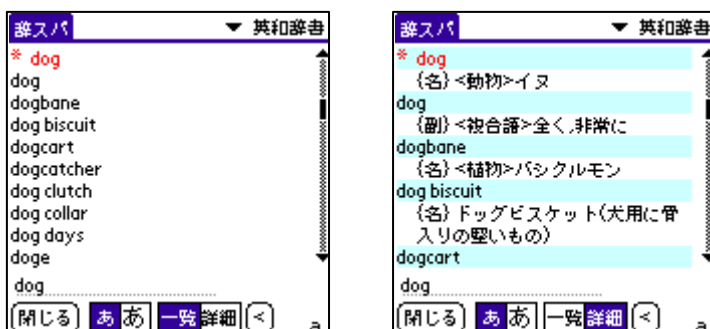 辞スパ ▼ 英和辞書
* dog
dog
dogbane
dog biscuit
dogcart
dogcatcher
dog clutch
dog collar
dog days
doge
dog
閉じる ああ 一覧 詳細 < a
辞スパ ▼ 英和辞書
* dog
{名} <動物>イヌ
dog
{副} <複合語>全く,非常に
dogbane
{名} <植物>バシクルモン
dog biscuit
{名} ドッグビスケット(犬用に骨
入りの堅いもの)
dogcart
dog
閉じる ああ 一覧 詳細 < a